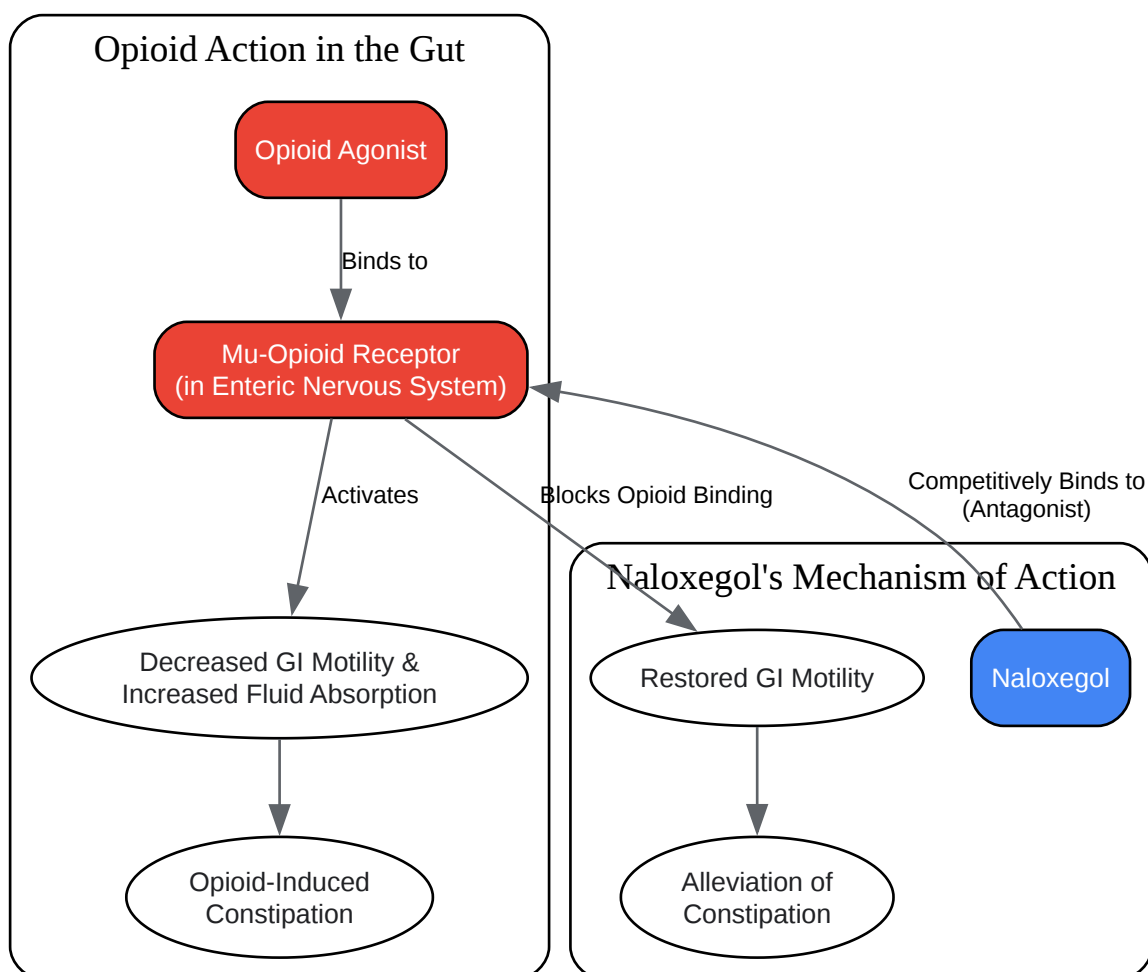 Opioid Action in the Gut
Opioid Agonist
Binds to
Mu-Opioid Receptor
(in Enteric Nervous System)
Activates
Blocks Opioid Binding
Competitively Binds to
(Antagonist)
Naloxegol's Mechanism of Action
Decreased GI Motility &
Increased Fluid Absorption
Restored GI Motility
Naloxegol
Opioid-Induced
Constipation
Alleviation of
Constipation